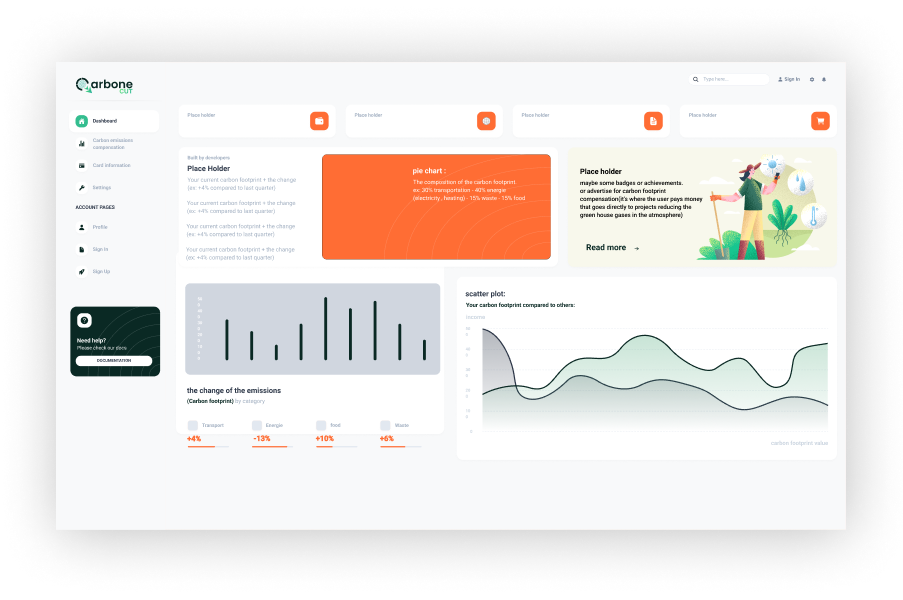 Carbone
CUT
Type here...
Sign In
Dashboard
Carbon emissions
compensation
Card information
Settings
ACCOUNT PAGES
Profile
Sign In
Sign Up
Need help?
Please check our docs
DOCUMENTATION
Place holder
Place holder
Place holder
Place holder
Built by developers
Place Holder
Your current carbon footprint + the change
(ex: +4% compared to last quarter)
Your current carbon footprint + the change
(ex: +4% compared to last quarter)
Your current carbon footprint + the change
(ex: +4% compared to last quarter)
Your current carbon footprint + the change
(ex: +4% compared to last quarter)
pie chart :
The composition of the carbon footprint.
ex: 30% transportation - 40% energie
(electricity , heating) - 15% waste - 15% food
Place holder
maybe some badges or achievements.
or advertise for carbon footprint
compensation(it's where the user pays money
that goes directly to projects reducing the
green house gases in the atmosphere)
Read more
the change of the emissions
(Carbon footprint) by category
Transport
Energie
food
Waste
+4%
-13%
+10%
+6%
scatter plot:
Your carbon footprint compared to others:
income
carbon footprint value